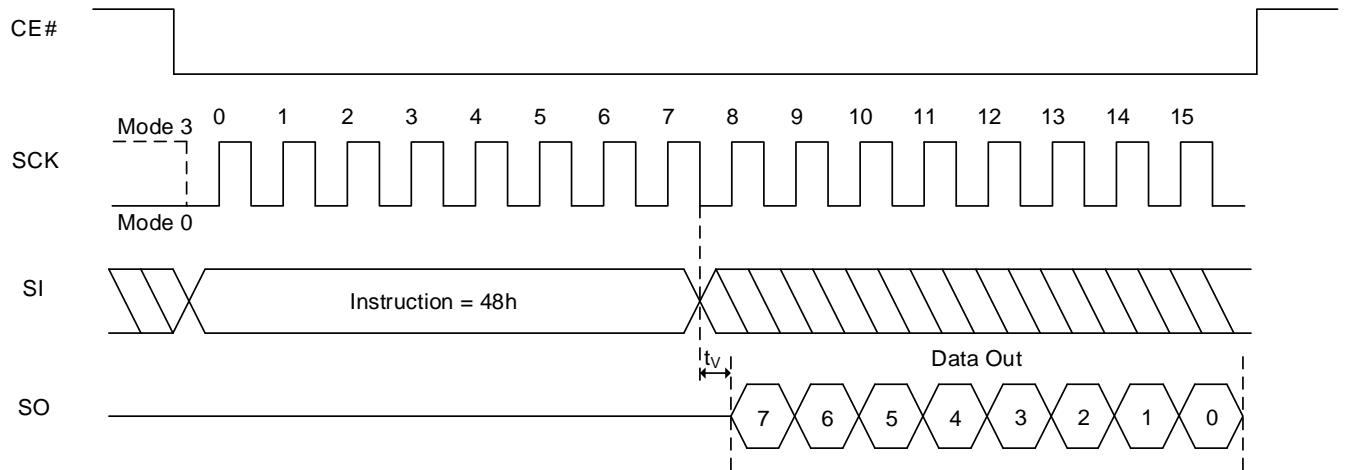 CE#
Mode 3
0 1 2 3 4 5 6 7 8 9 10 11 12 13 14 15
SCK
Mode 0
SI
Instruction = 48h
tV
Data Out
SO
7 6 5 4 3 2 1 0